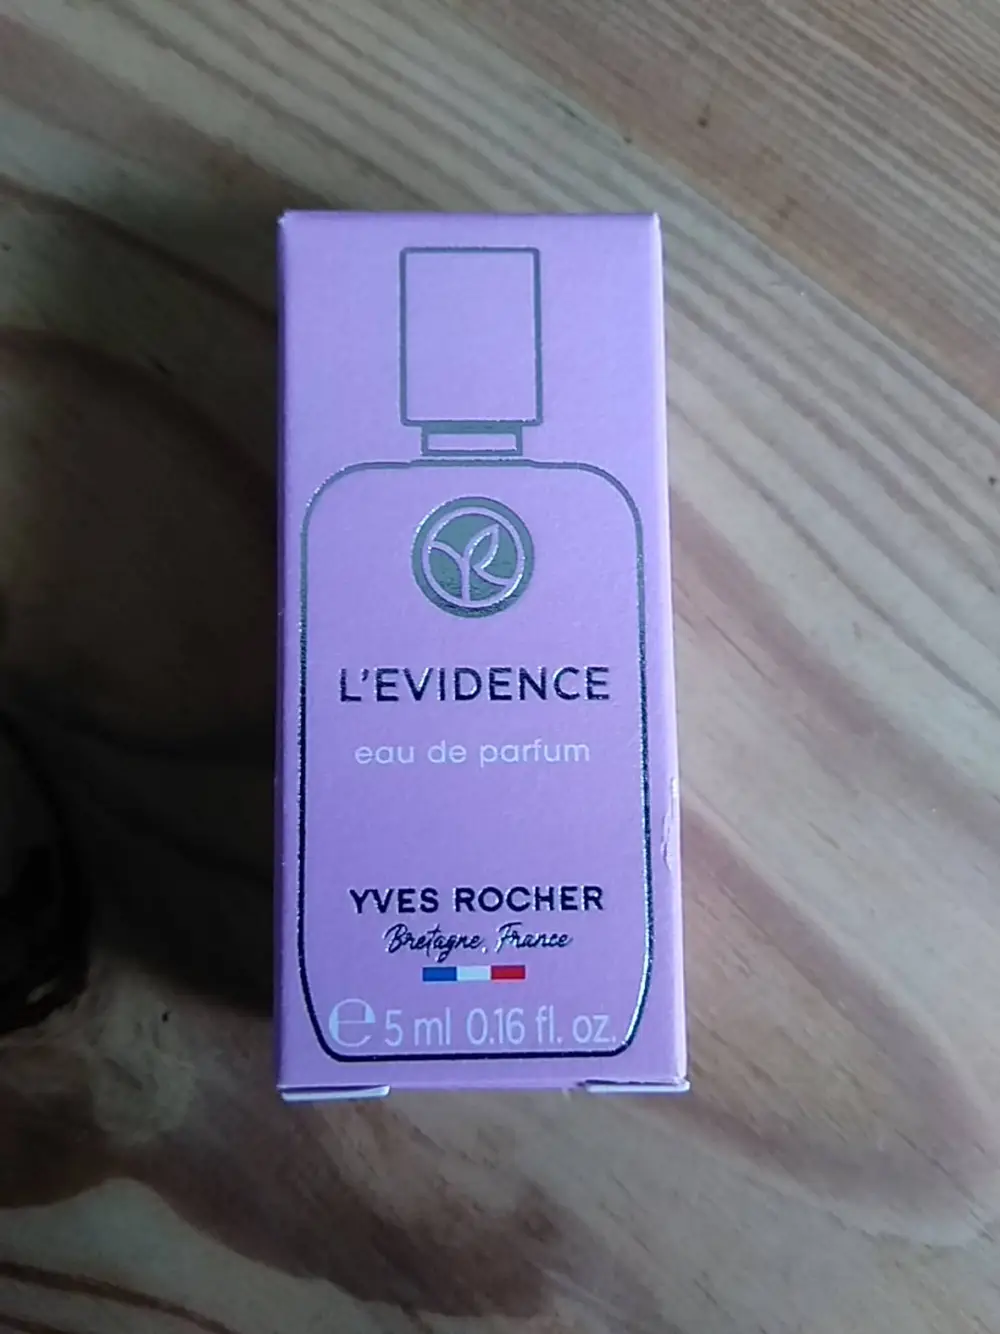 L'EVIDENCE
eau de parfum
YVES ROCHER
Bretagne, France
℮ 5 ml 0.16 fl. oz.